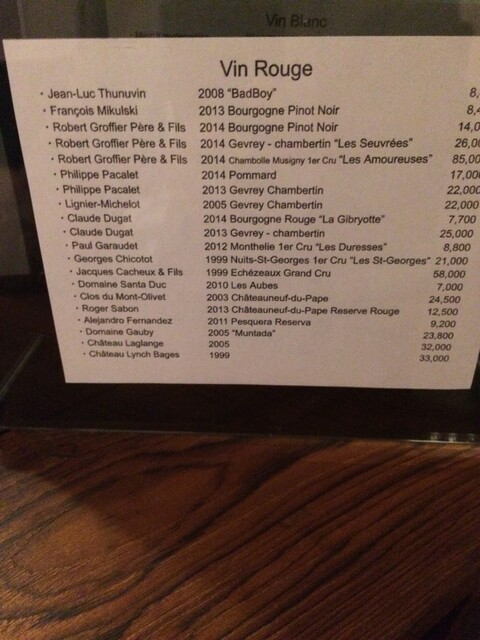 Vin Blanc
Vin Rouge
· Jean-Luc Thunuvin 2008 "BadBoy" 8,
· François Mikulski 2013 Bourgogne Pinot Noir 8,4
· Robert Groffier Père & Fils 2014 Bourgogne Pinot Noir 14,0
· Robert Groffier Père & Fils 2014 Gevrey - chambertin "Les Seuvrées" 26,00
· Robert Groffier Père & Fils 2014 Chambolle Musigny 1er Cru "Les Amoureuses" 85,00
· Philippe Pacalet 2014 Pommard 17,000
· Philippe Pacalet 2013 Gevrey Chambertin 22,000
· Lignier-Michelot 2005 Gevrey Chambertin 22,000
· Claude Dugat 2014 Bourgogne Rouge "La Gibryotte" 7,700
· Claude Dugat 2013 Gevrey - chambertin 25,000
· Paul Garaudet 2012 Monthelie 1er Cru "Les Duresses" 8,800
· Georges Chicotot 1999 Nuits-St-Georges 1er Cru "Les St-Georges" 21,000
· Jacques Cacheux & Fils 1999 Echézeaux Grand Cru 58,000
· Domaine Santa Duc 2010 Les Aubes 7,000
· Clos du Mont-Olivet 2003 Châteauneuf-du-Pape 24,500
· Roger Sabon 2013 Châteauneuf-du-Pape Reserve Rouge 12,500
· Alejandro Fernandez 2011 Pesquera Reserva 9,200
· Domaine Gauby 2005 "Muntada" 23,800
· Château Laglange 2005 32,000
· Château Lynch Bages 1999 33,000